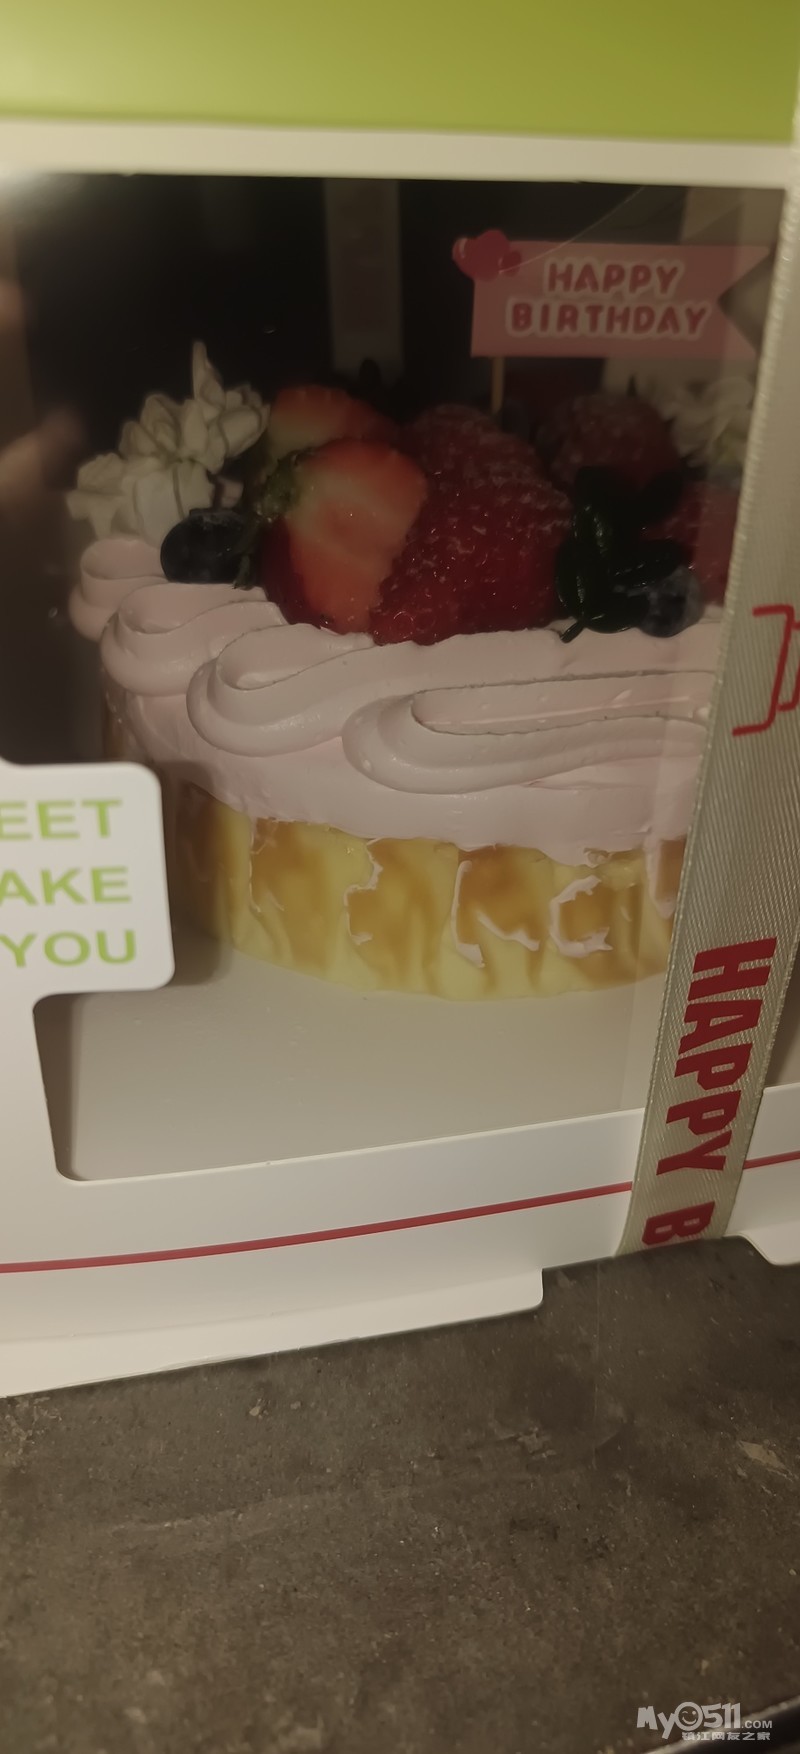 HAPPY
BIRTHDAY
EET
AKE
YOU
HAPPY B
My0511.COM
镇江网友之家